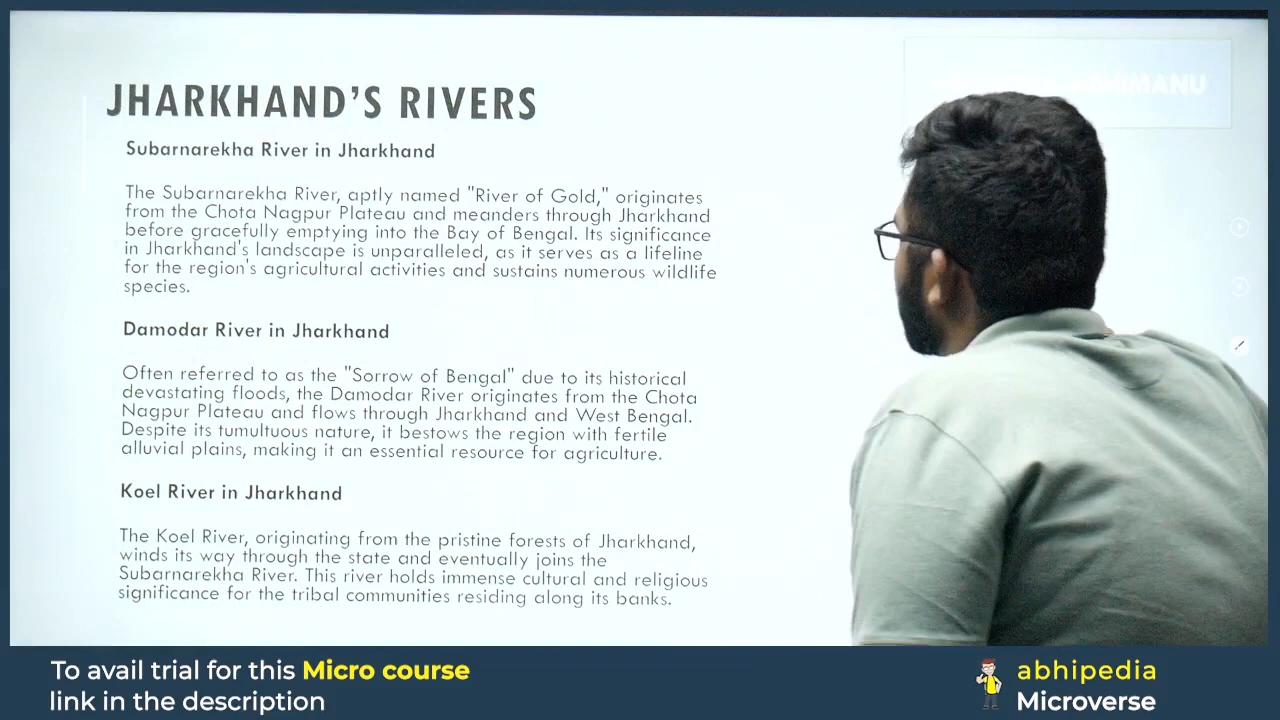 JHARKHAND'S RIVERS
Subarnarekha River in Jharkhand
The Subarnarekha River, aptly named "River of Gold," originates
from the Chota Nagpur Plateau and meanders through Jharkhand
before gracefully emptying into the Bay of Bengal. Its significance
in Jharkhand's landscape is unparalleled, as it serves as a lifeline
for the region's agricultural activities and sustains numerous wildlife
species.
Damodar River in Jharkhand
Often referred to as the "Sorrow of Bengal" due to its historical
devastating floods, the Damodar River originates from the Chota
Nagpur Plateau and flows through Jharkhand and West Bengal.
Despite its tumultuous nature, it bestows the region with fertile
alluvial plains, making it an essential resource for agriculture.
Koel River in Jharkhand
The Koel River, originating from the pristine forests of Jharkhand,
winds its way through the state and eventually joins the
Subarnarekha River. This river holds immense cultural and religious
significance for the tribal communities residing along its banks.
To avail trial for this Micro course
link in the description
abhipedia
Microverse